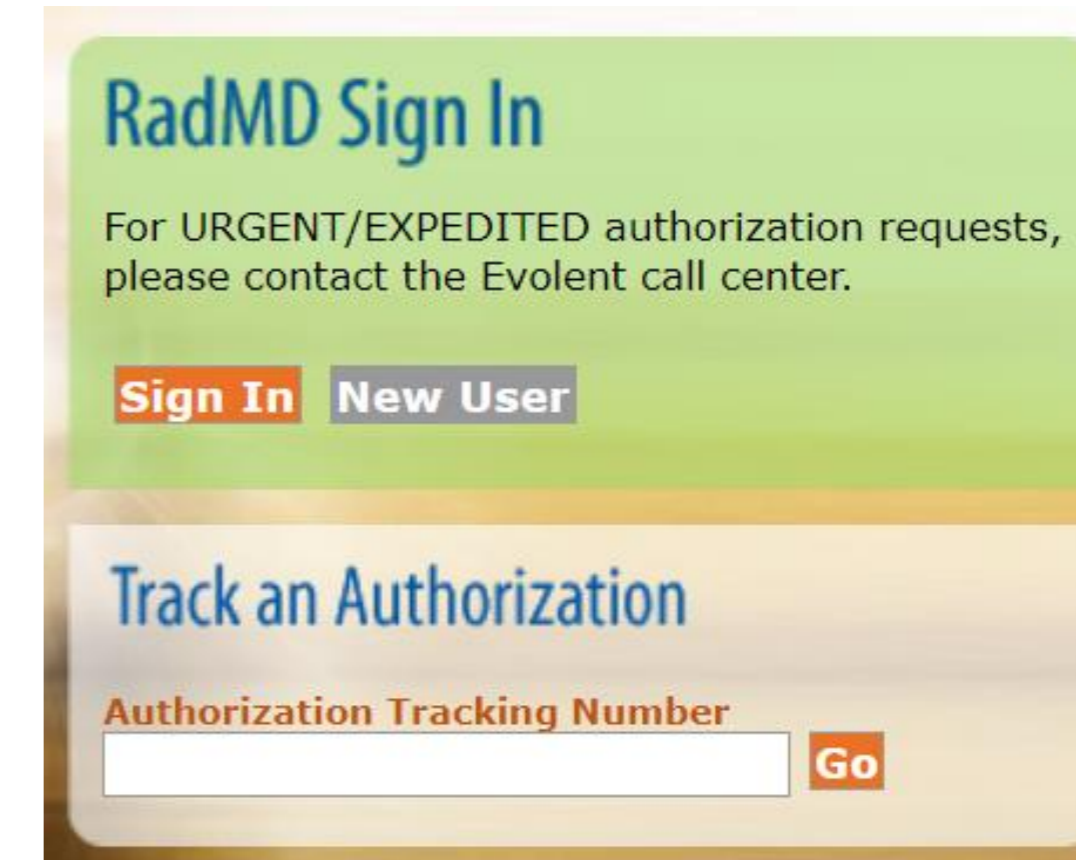 RadMD Sign In
For URGENT/EXPEDITED authorization requests,
please contact the Evolent call center.
Sign In New User
Track an Authorization
Authorization Tracking Number
Go